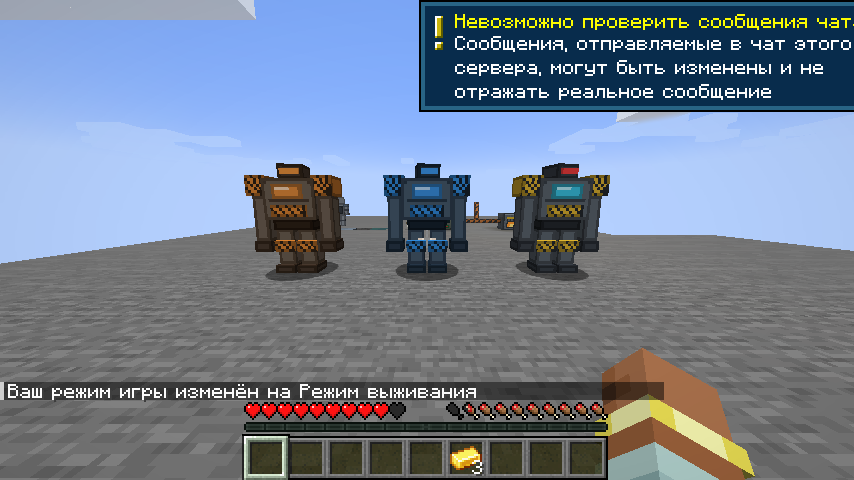 Невозможно проверить сообщения чат
Сообщения, отправляемые в чат этого
сервера, могут быть изменены и не
отражать реальное сообщение
Ваш режим игры изменён на Режим выживания
3